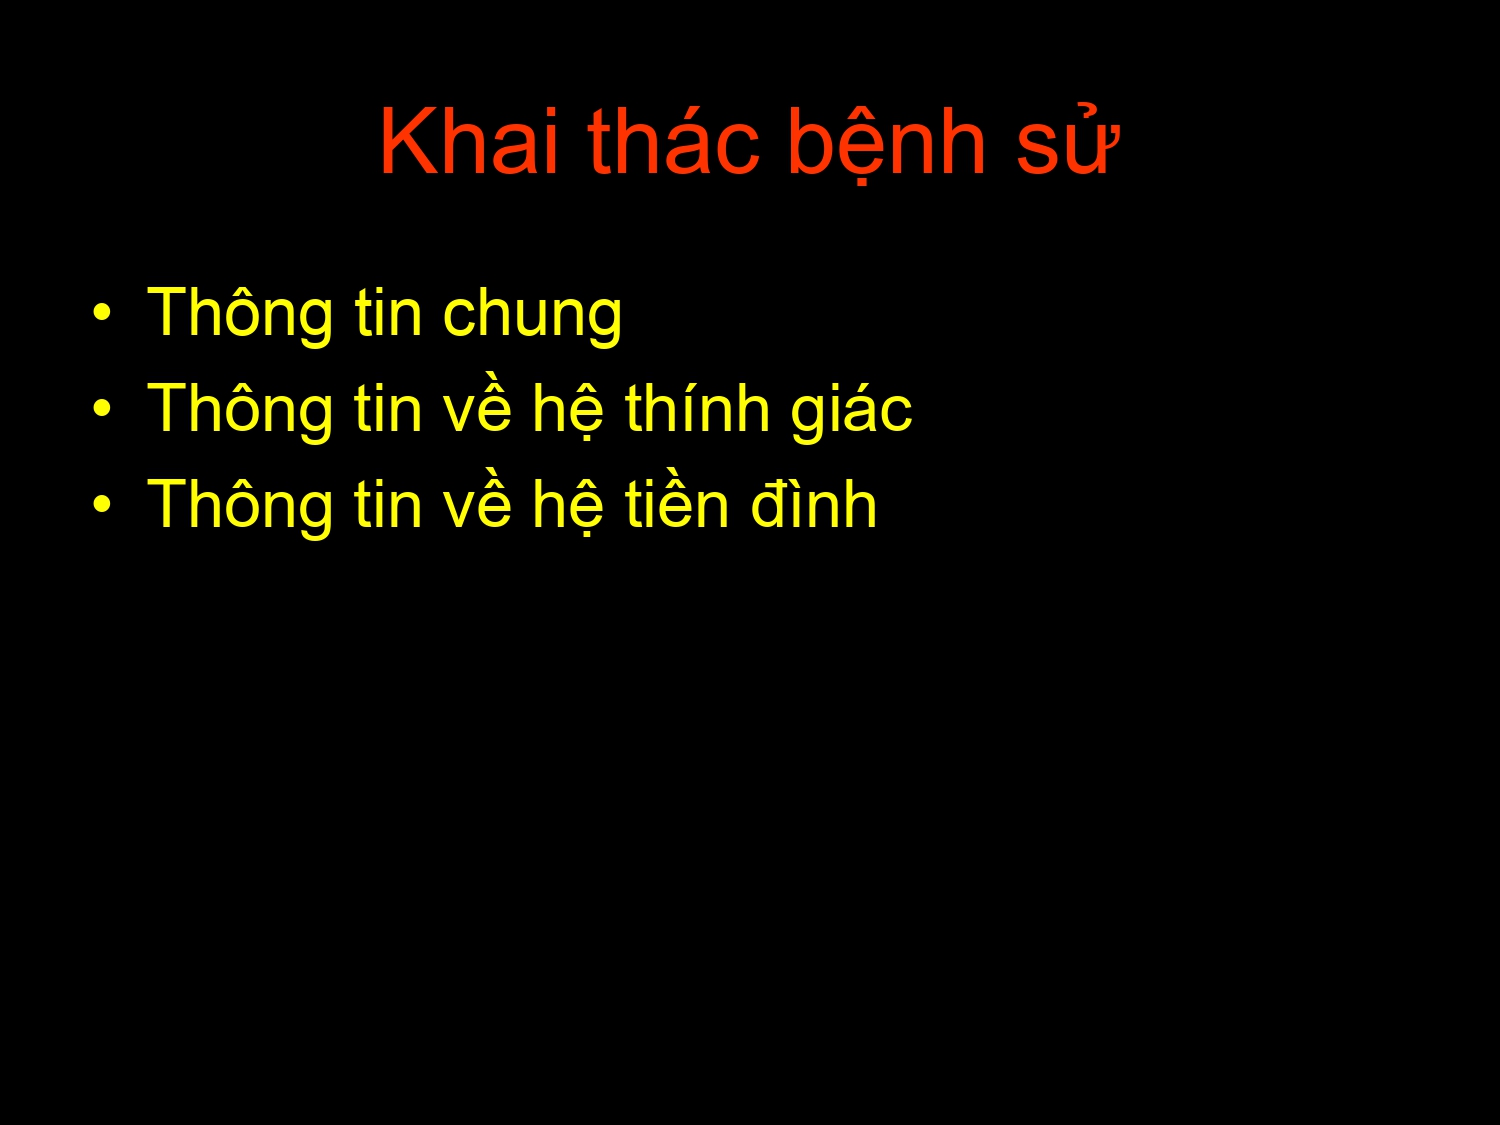 Khai thác bệnh sử
• Thông tin chung
• Thông tin về hệ thính giác
• Thông tin về hệ tiền đình